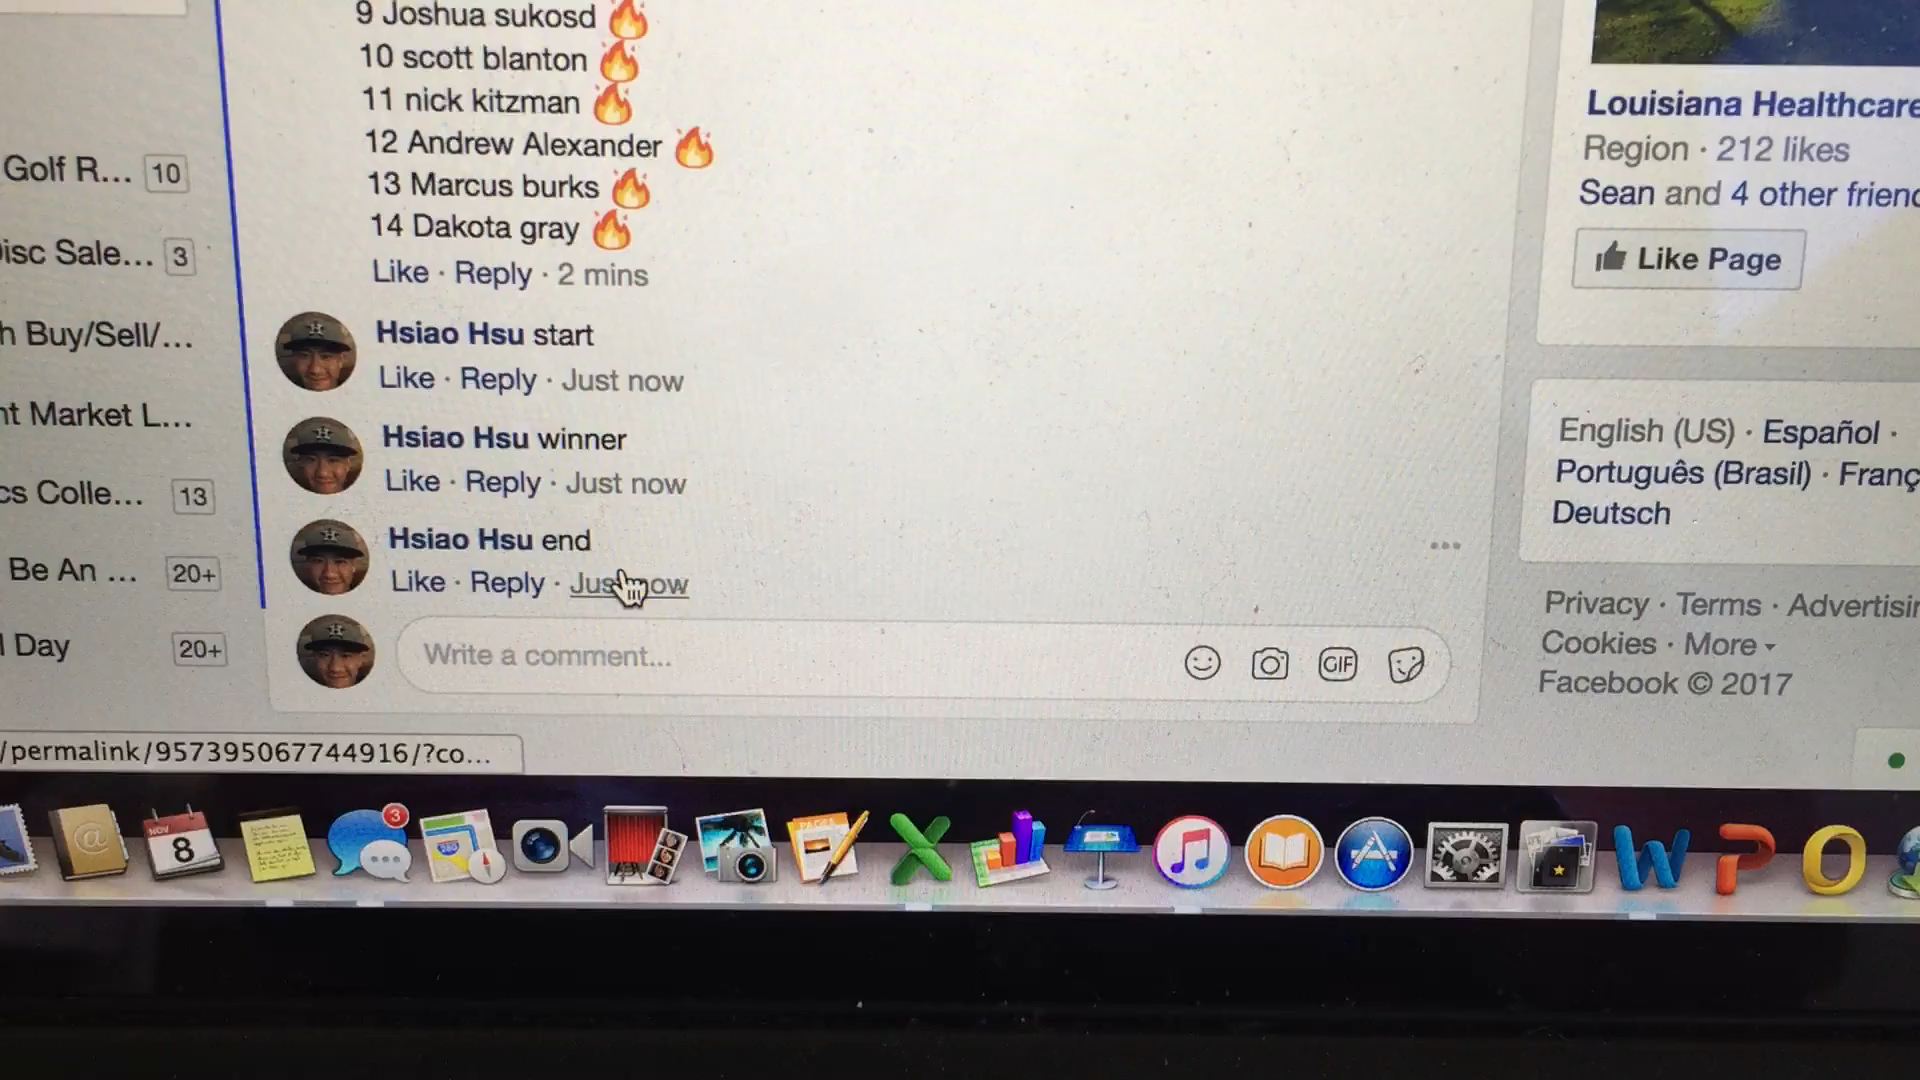 9 Joshua sukosd
10 scott blanton
11 nick kitzman
12 Andrew Alexander
13 Marcus burks
14 Dakota gray
Like · Reply · 2 mins
Hsiao Hsu start
Like · Reply · Just now
Hsiao Hsu winner
Like · Reply · Just now
Hsiao Hsu end
Like · Reply ·
Write a comment...
GIF
Golf R... 10
isc Sale... 3
h Buy/Sell/...
nt Market L...
cs Colle... 13
Be An ... 20+
l Day 20+
Louisiana Healthcare
Region · 212 likes
Sean and 4 other friend
Like Page
English (US) · Español ·
Português (Brasil) · Franç
Deutsch
Privacy · Terms · Advertisin
Cookies · More
Facebook © 2017
/permalink/957395067744916/?co...
@
NOV
8
3
280
PAGES
W
P
O